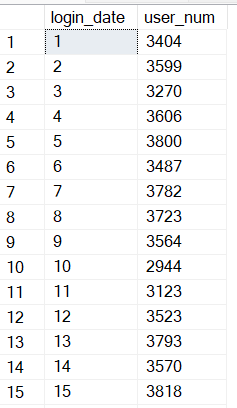 login_date user_num
1 1 3404
2 2 3599
3 3 3270
4 4 3606
5 5 3800
6 6 3487
7 7 3782
8 8 3723
9 9 3564
10 10 2944
11 11 3123
12 12 3523
13 13 3793
14 14 3570
15 15 3818